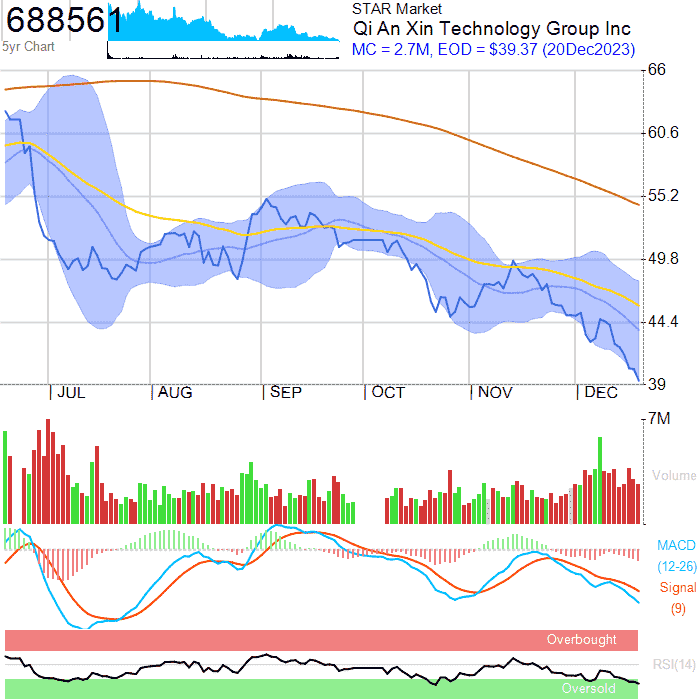 688561
5yr Chart
STAR Market
Qi An Xin Technology Group Inc
MC = 2.7M, EOD = $39.37 (20Dec2023)
66
60.6
55.2
49.8
44.4
39
JUL AUG SEP OCT NOV DEC
7M
Volume
MACD
(12-26)
Signal
(9)
Overbought
RSI(14)
Oversold